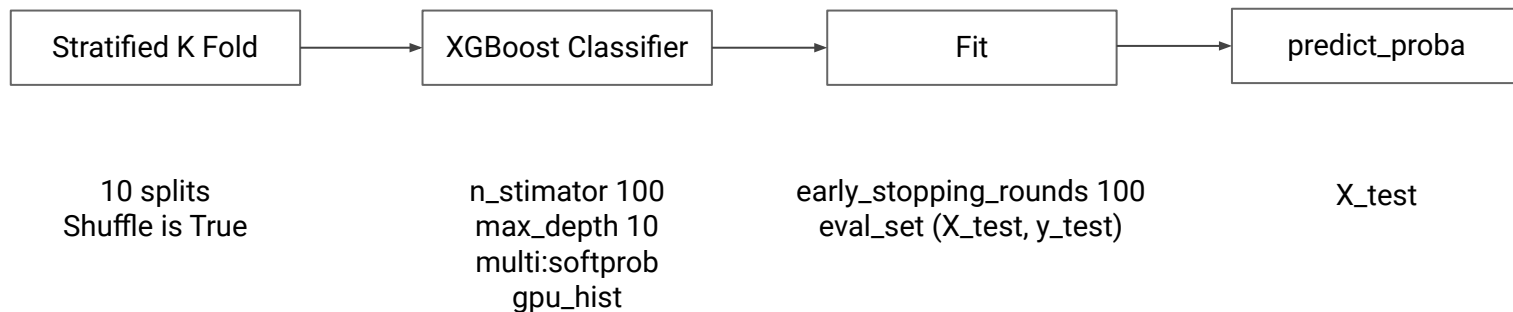 Stratified K Fold
XGBoost Classifier
Fit
predict_proba
10 splits
Shuffle is True
n_stimator 100
max_depth 10
multi:softprob
gpu_hist
early_stopping_rounds 100
eval_set (X_test, y_test)
X_test